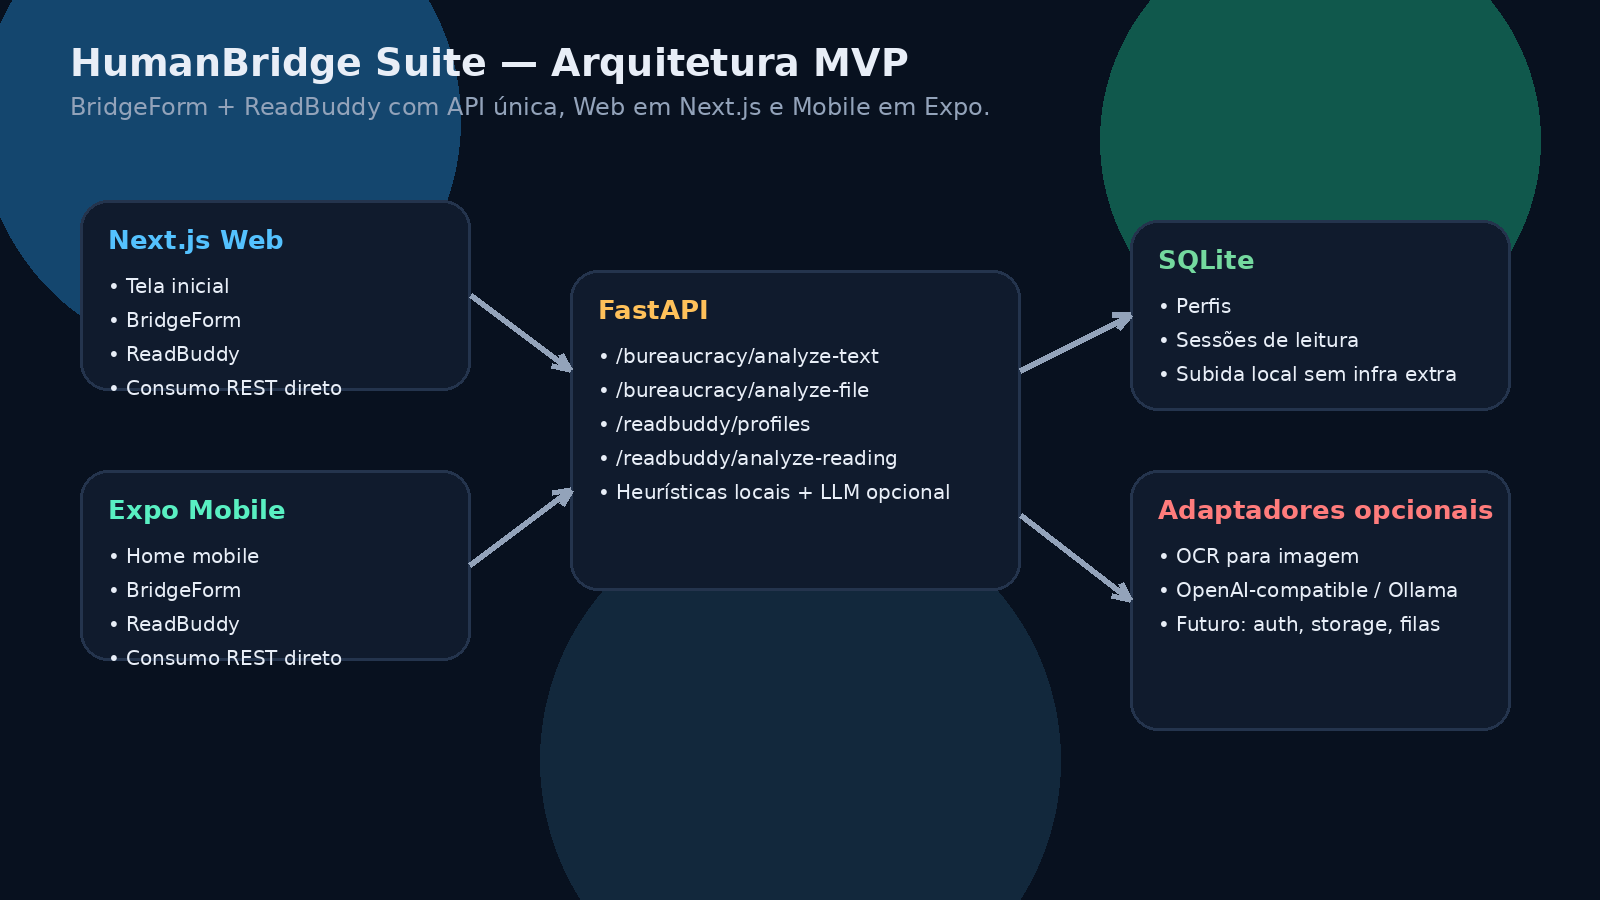 HumanBridge Suite — Arquitetura MVP
BridgeForm + ReadBuddy com API única, Web em Next.js e Mobile em Expo.
Next.js Web
• Tela inicial
• BridgeForm
• ReadBuddy
• Consumo REST direto
Expo Mobile
• Home mobile
• BridgeForm
• ReadBuddy
• Consumo REST direto
FastAPI
• /bureaucracy/analyze-text
• /bureaucracy/analyze-file
• /readbuddy/profiles
• /readbuddy/analyze-reading
• Heurísticas locais + LLM opcional
SQLite
• Perfis
• Sessões de leitura
• Subida local sem infra extra
Adaptadores opcionais
• OCR para imagem
• OpenAI-compatible / Ollama
• Futuro: auth, storage, filas